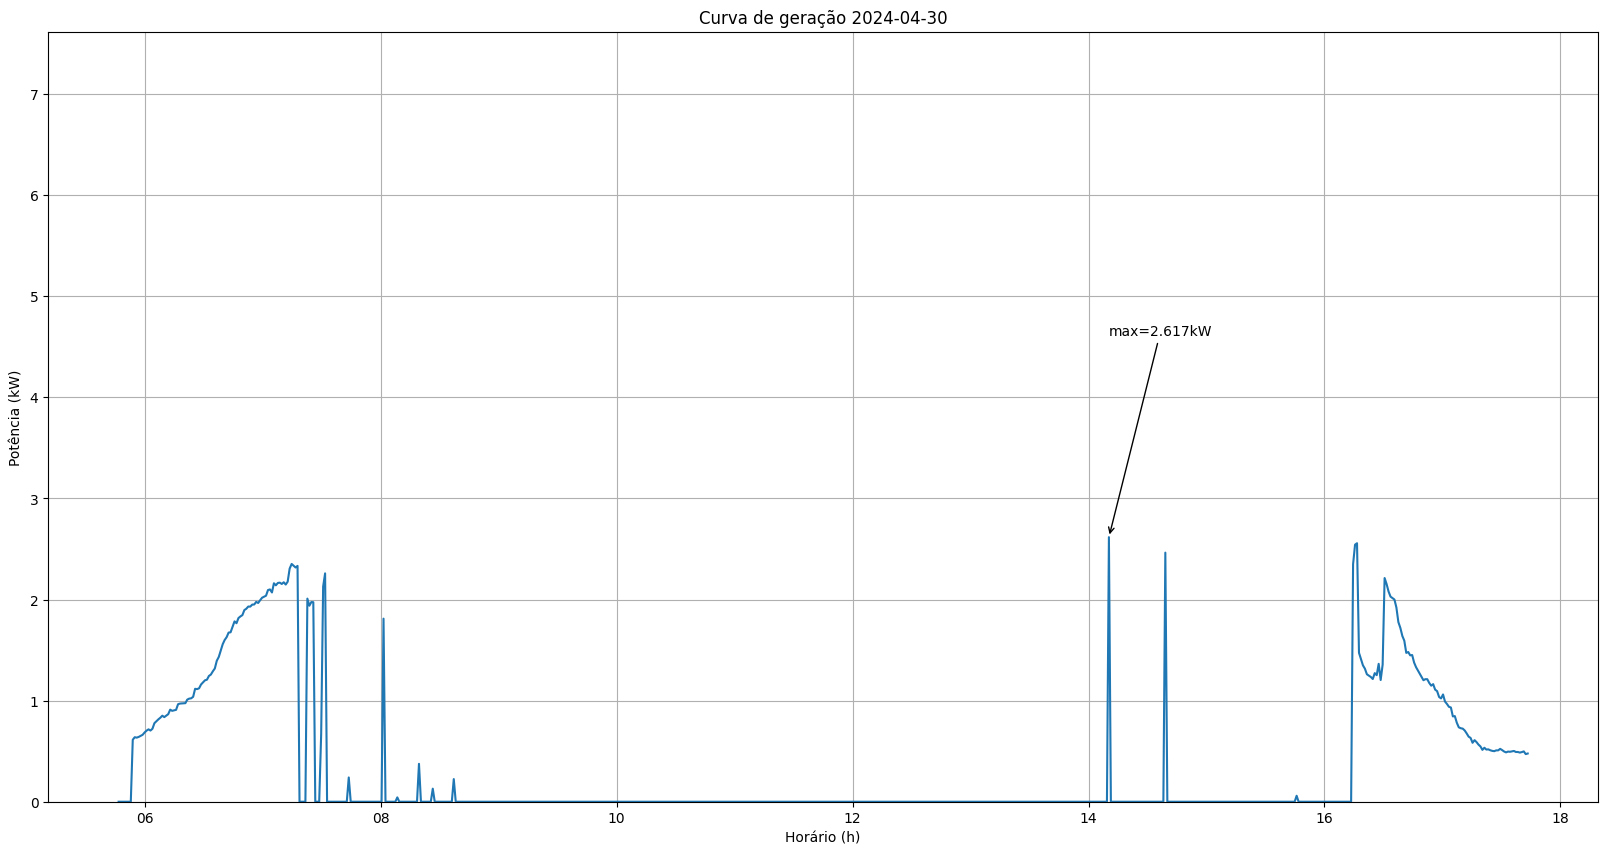 Curva de geração 2024-04-30
7
6
5
4
3
2
1
0
Potência (kW)
max=2.617kW
06 08 10 12 14 16 18
Horário (h)